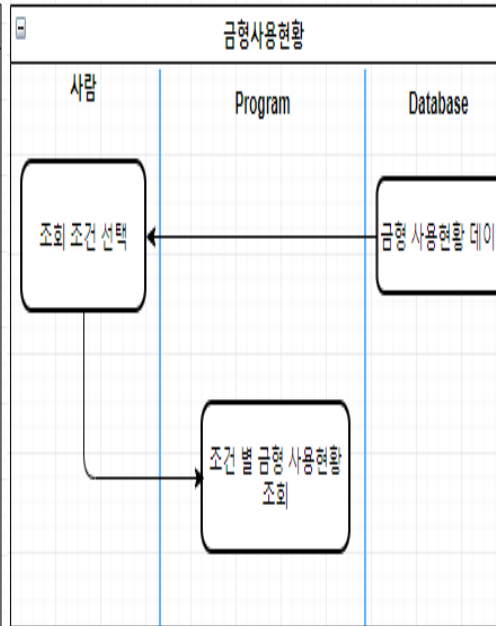 금형사용현황
사람
Program
Database
조회 조건 선택
금형 사용현황 데이
조건 별 금형 사용현황
조회